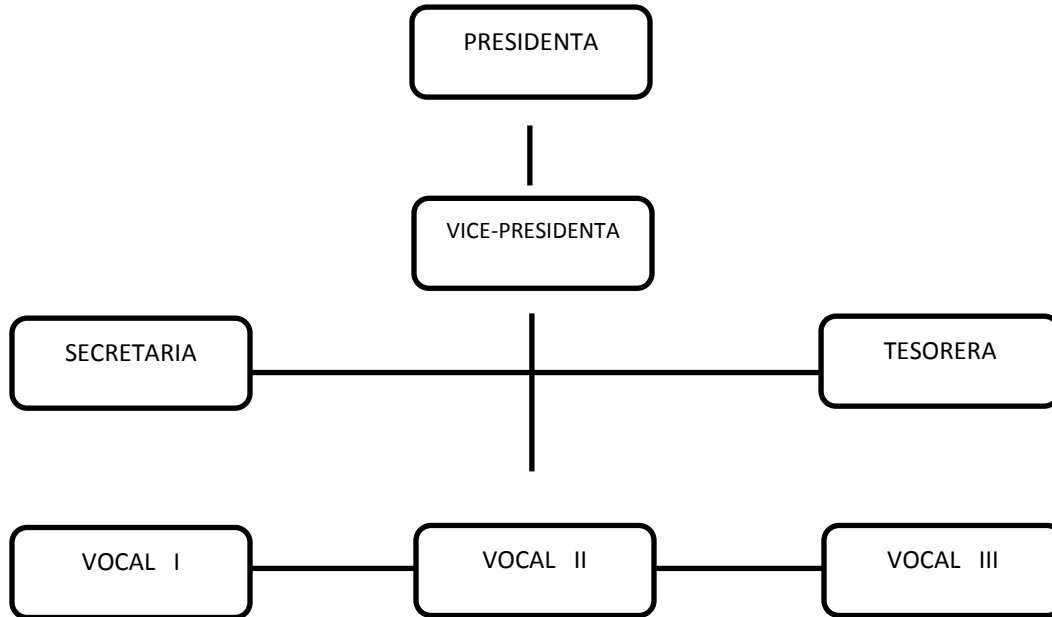 PRESIDENTA
VICE-PRESIDENTA
SECRETARIA
TESORERA
VOCAL I
VOCAL II
VOCAL III